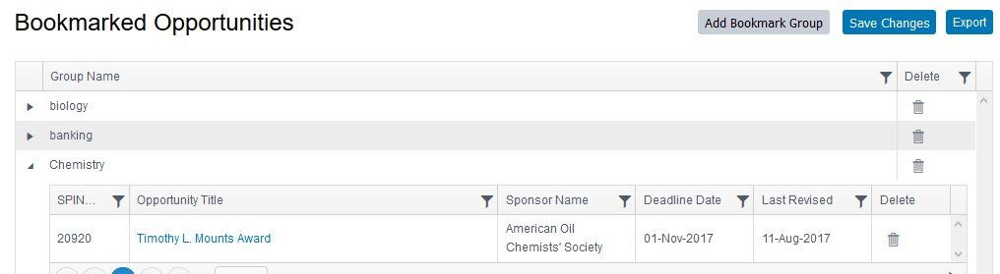 Bookmarked Opportunities
Add Bookmark Group
Save Changes
Export
Group Name
Delete
biology
banking
Chemistry
SPIN...
Opportunity Title
Sponsor Name
Deadline Date
Last Revised
Delete
20920
Timothy L. Mounts Award
American Oil
Chemists' Society
01-Nov-2017
11-Aug-2017